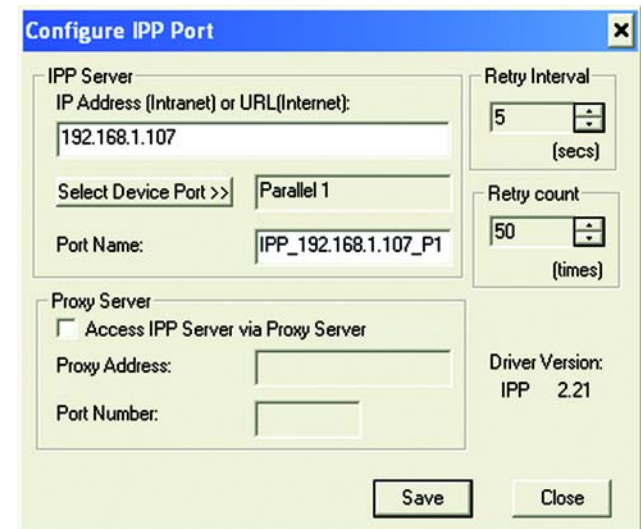 Configure IPP Port
IPP Server
IP Address (Intranet) or URL(Internet):
192.168.1.107
Select Device Port >> Parallel 1
Port Name: IPP_192.168.1.107_P1
Retry Interval
5
(secs)
Retry count
50
(times)
Proxy Server
Access IPP Server via Proxy Server
Proxy Address:
Port Number:
Driver Version:
IPP 2.21
Save Close